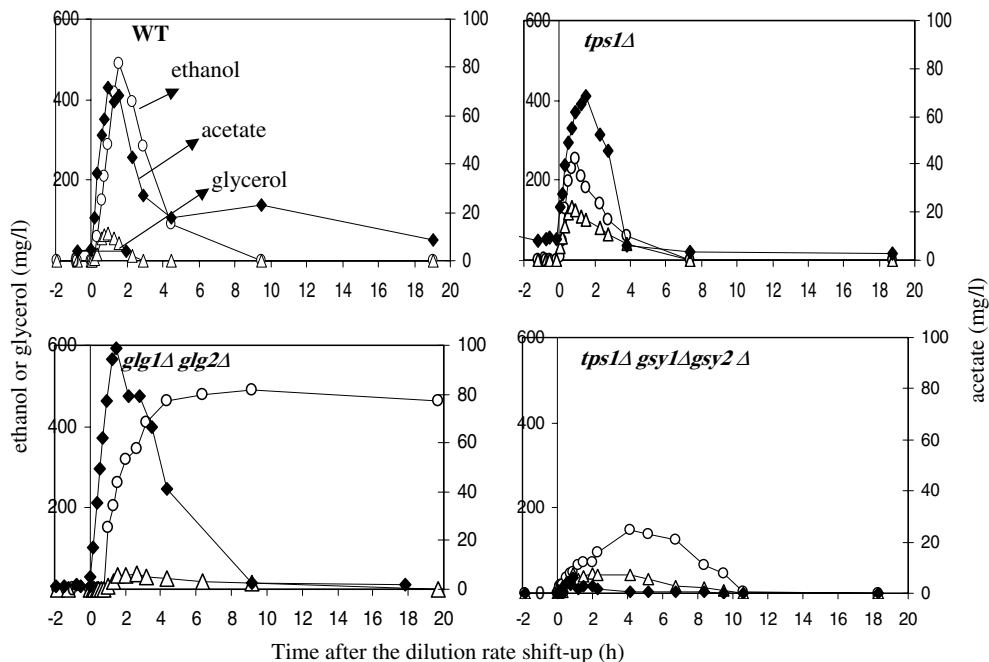 600
400
200
0
100
80
60
40
20
0
-2 0 2 4 6 8 10 12 14 16 18 20
WT
ethanol
acetate
glycerol
600
400
200
0
100
80
60
40
20
0
-2 0 2 4 6 8 10 12 14 16 18 20
tps1Δ
600
400
200
0
100
80
60
40
20
0
-2 0 2 4 6 8 10 12 14 16 18 20
glg1Δ glg2Δ
600
400
200
0
100
80
60
40
20
0
-2 0 2 4 6 8 10 12 14 16 18 20
tps1Δ gsy1Δgsy2 Δ
ethanol or glycerol (mg/l)
acetate (mg/l)
Time after the dilution rate shift-up (h)